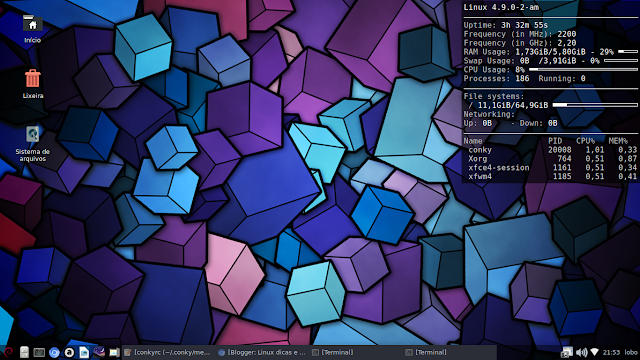 Linux 4.9.0-2-am
Uptime: 3h 32m 55s
Frequency (in MHz): 2200
Frequency (in GHz): 2,20
RAM Usage: 1,73GiB/5,80GiB - 29%
Swap Usage: 0B /3,91GiB - 0%
CPU Usage: 8%
Processes: 186 Running: 0
File systems:
/ 11,1GiB/64,9GiB
Networking:
Up: 0B - Down: 0B
Name PID CPU% MEM%
conky 20008 1,01 0,33
Xorg 764 0,51 0,87
xfce4-session 1161 0,51 0,34
xfwm4 1185 0,51 0,41
Início
Lixeira
Sistema de
arquivos
[conkyrc (~/.conky/me... [Blogger: Linux dicas e ... [Terminal] [Terminal] 21:53 lobo